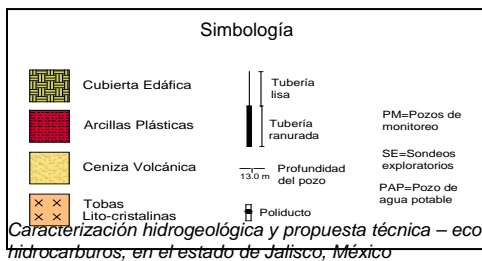 Simbología
Cubierta Edáfica
Arcillas Plásticas
Ceniza Volcánica
Tobas
Lito-cristalinas
Tubería
lisa
Tubería
ranurada
13.0 m
Profundidad
del pozo
Poliducto
PM=Pozos de
monitoreo
SE=Sondeos
exploratorios
PAP=Pozo de
agua potable
Caracterización hidrogeológica y propuesta técnica – eco
hidrocarburos, en el estado de Jalisco, México